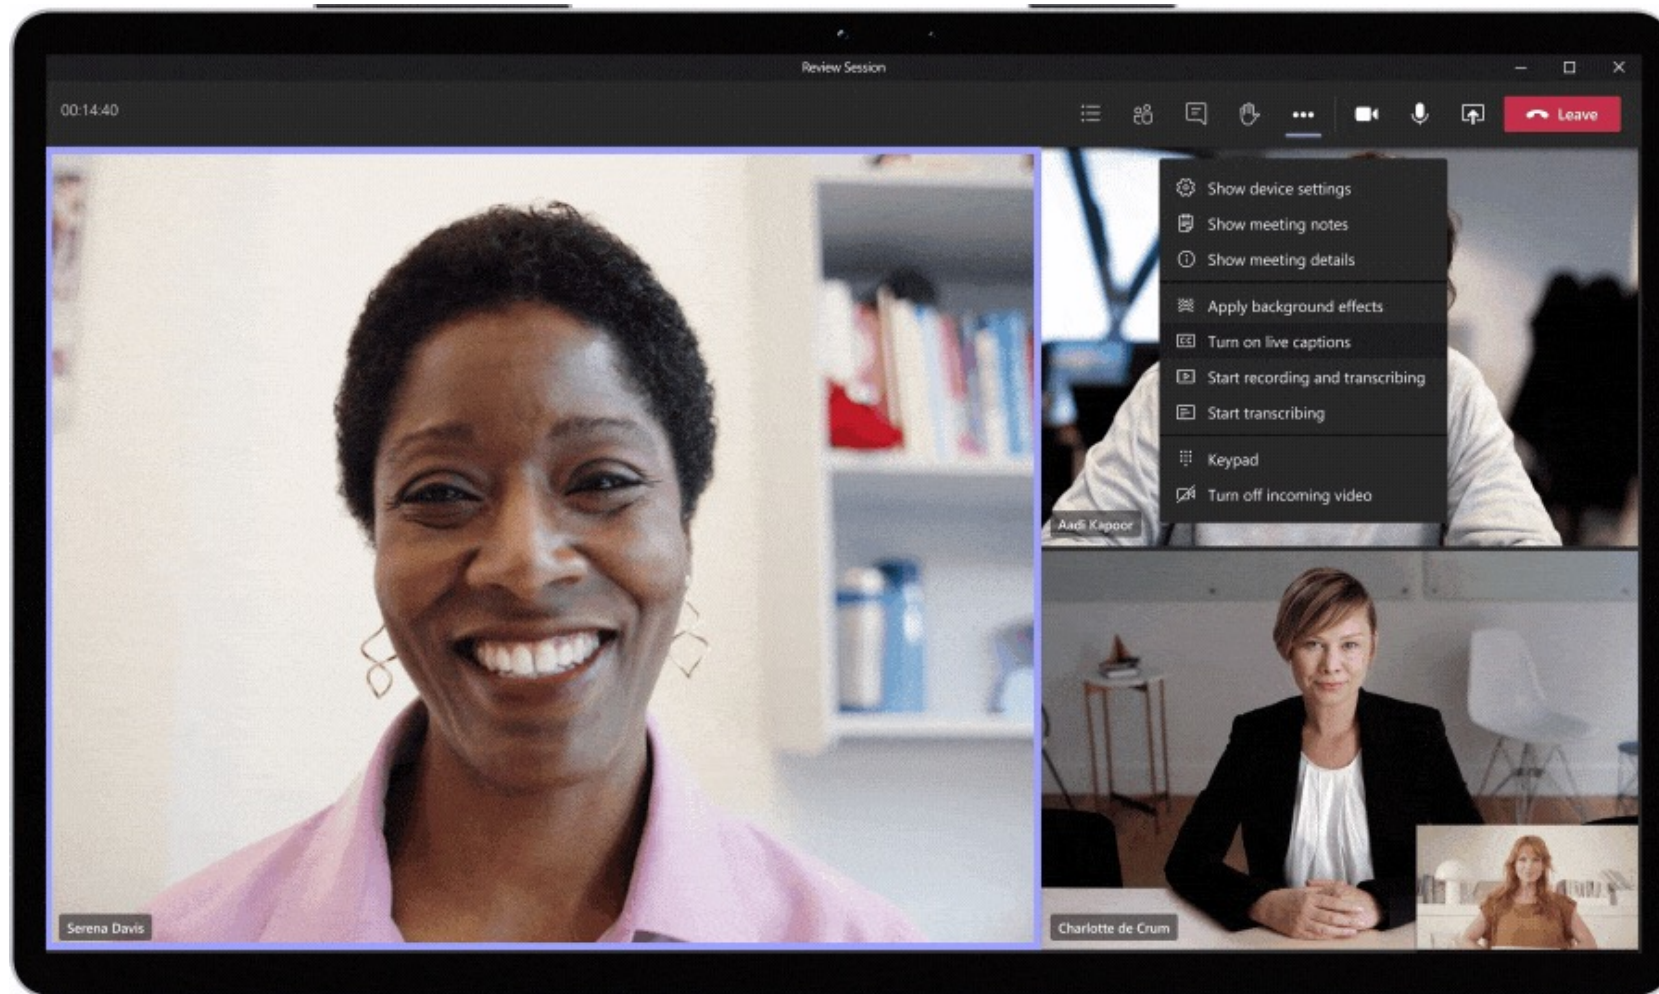 Review Session
00:14:40
Leave
Show device settings
Show meeting notes
Show meeting details
Apply background effects
CC Turn on live captions
Start recording and transcribing
Start transcribing
Keypad
Turn off incoming video
Aadi Kapoor
Serena Davis
Charlotte de Crum